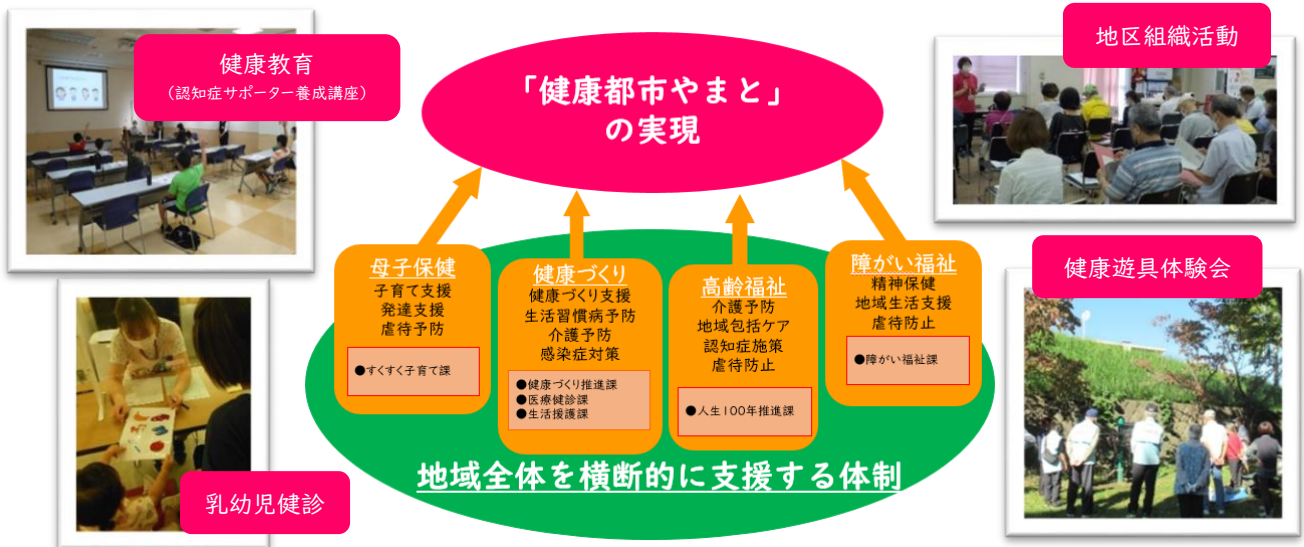 健康教育
（認知症サポーター養成講座）
「健康都市やまと」
の実現
地区組織活動
母子保健
子育て支援
発達支援
虐待予防
●すくすく子育て課
健康づくり
健康づくり支援
生活習慣病予防
介護予防
感染症対策
●健康づくり推進課
●医療健診課
●生活援護課
高齢福祉
介護予防
地域包括ケア
認知症施策
虐待防止
●人生100年推進課
障がい福祉
精神保健
地域生活支援
虐待防止
●障がい福祉課
健康遊具体験会
地域全体を横断的に支援する体制
乳幼児健診